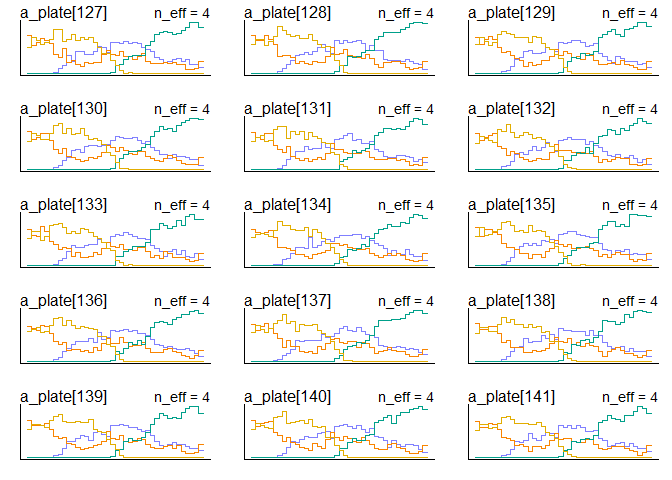 a_plate[127] n_eff = 4 a_plate[128] n_eff = 4 a_plate[129] n_eff = 4
a_plate[130] n_eff = 4 a_plate[131] n_eff = 4 a_plate[132] n_eff = 4
a_plate[133] n_eff = 4 a_plate[134] n_eff = 4 a_plate[135] n_eff = 4
a_plate[136] n_eff = 4 a_plate[137] n_eff = 4 a_plate[138] n_eff = 4
a_plate[139] n_eff = 4 a_plate[140] n_eff = 4 a_plate[141] n_eff = 4